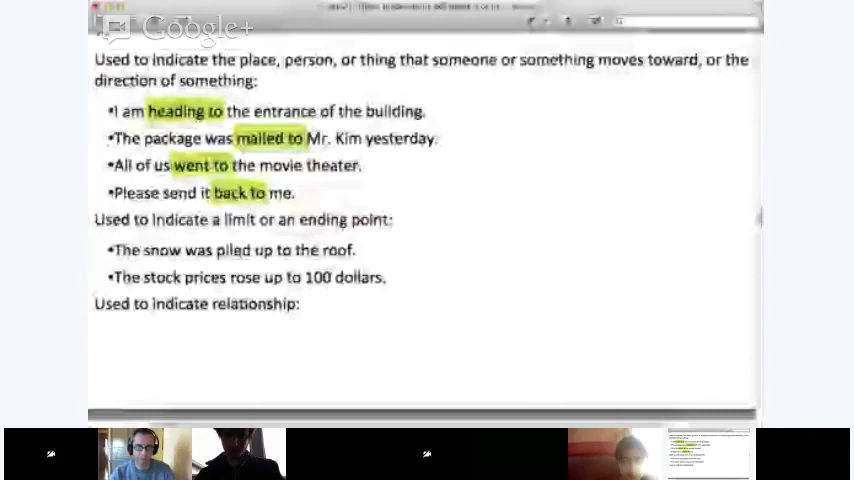 Google+
Used to indicate the place, person, or thing that someone or something moves toward, or the
direction of something:
•I am heading to the entrance of the building.
•The package was mailed to Mr. Kim yesterday.
•All of us went to the movie theater.
•Please send it back to me.
Used to indicate a limit or an ending point:
•The snow was piled up to the roof.
•The stock prices rose up to 100 dollars.
Used to indicate relationship: